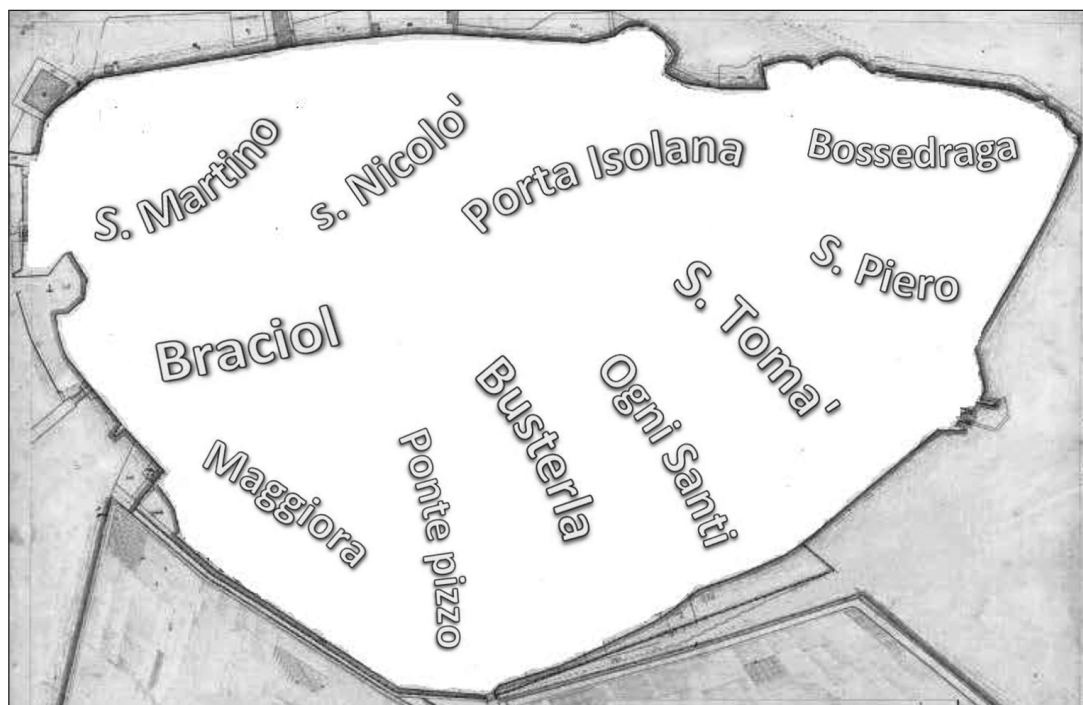 S. Martino
s. Nicolo'
Porta Isolana
Bossedraga
S. Piero
S. Toma'
Braciol
Busterla
Ogni Santi
Maggiora
Ponte pizzo